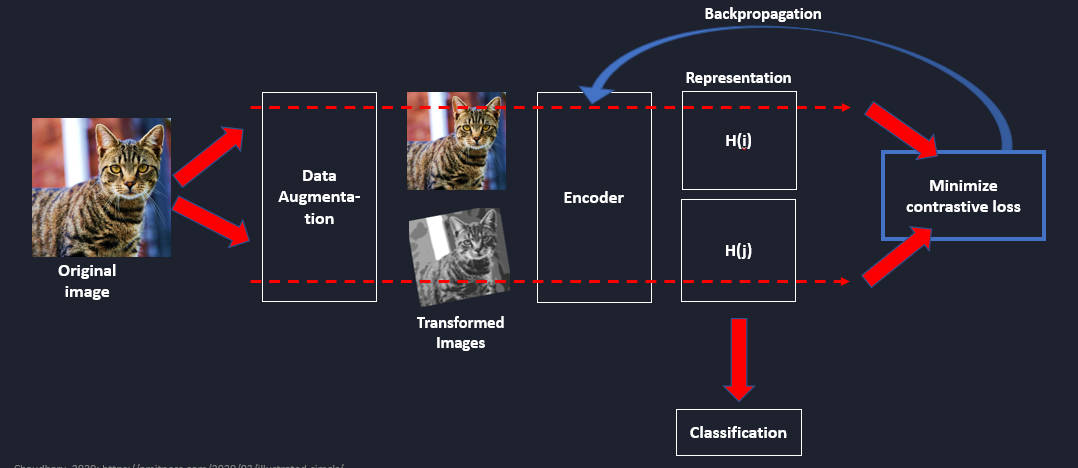 Backpropagation
Representation
H(i)
Data
Augmenta-
tion
Encoder
Minimize
contrastive loss
H(j)
Original
image
Transformed
Images
Classification